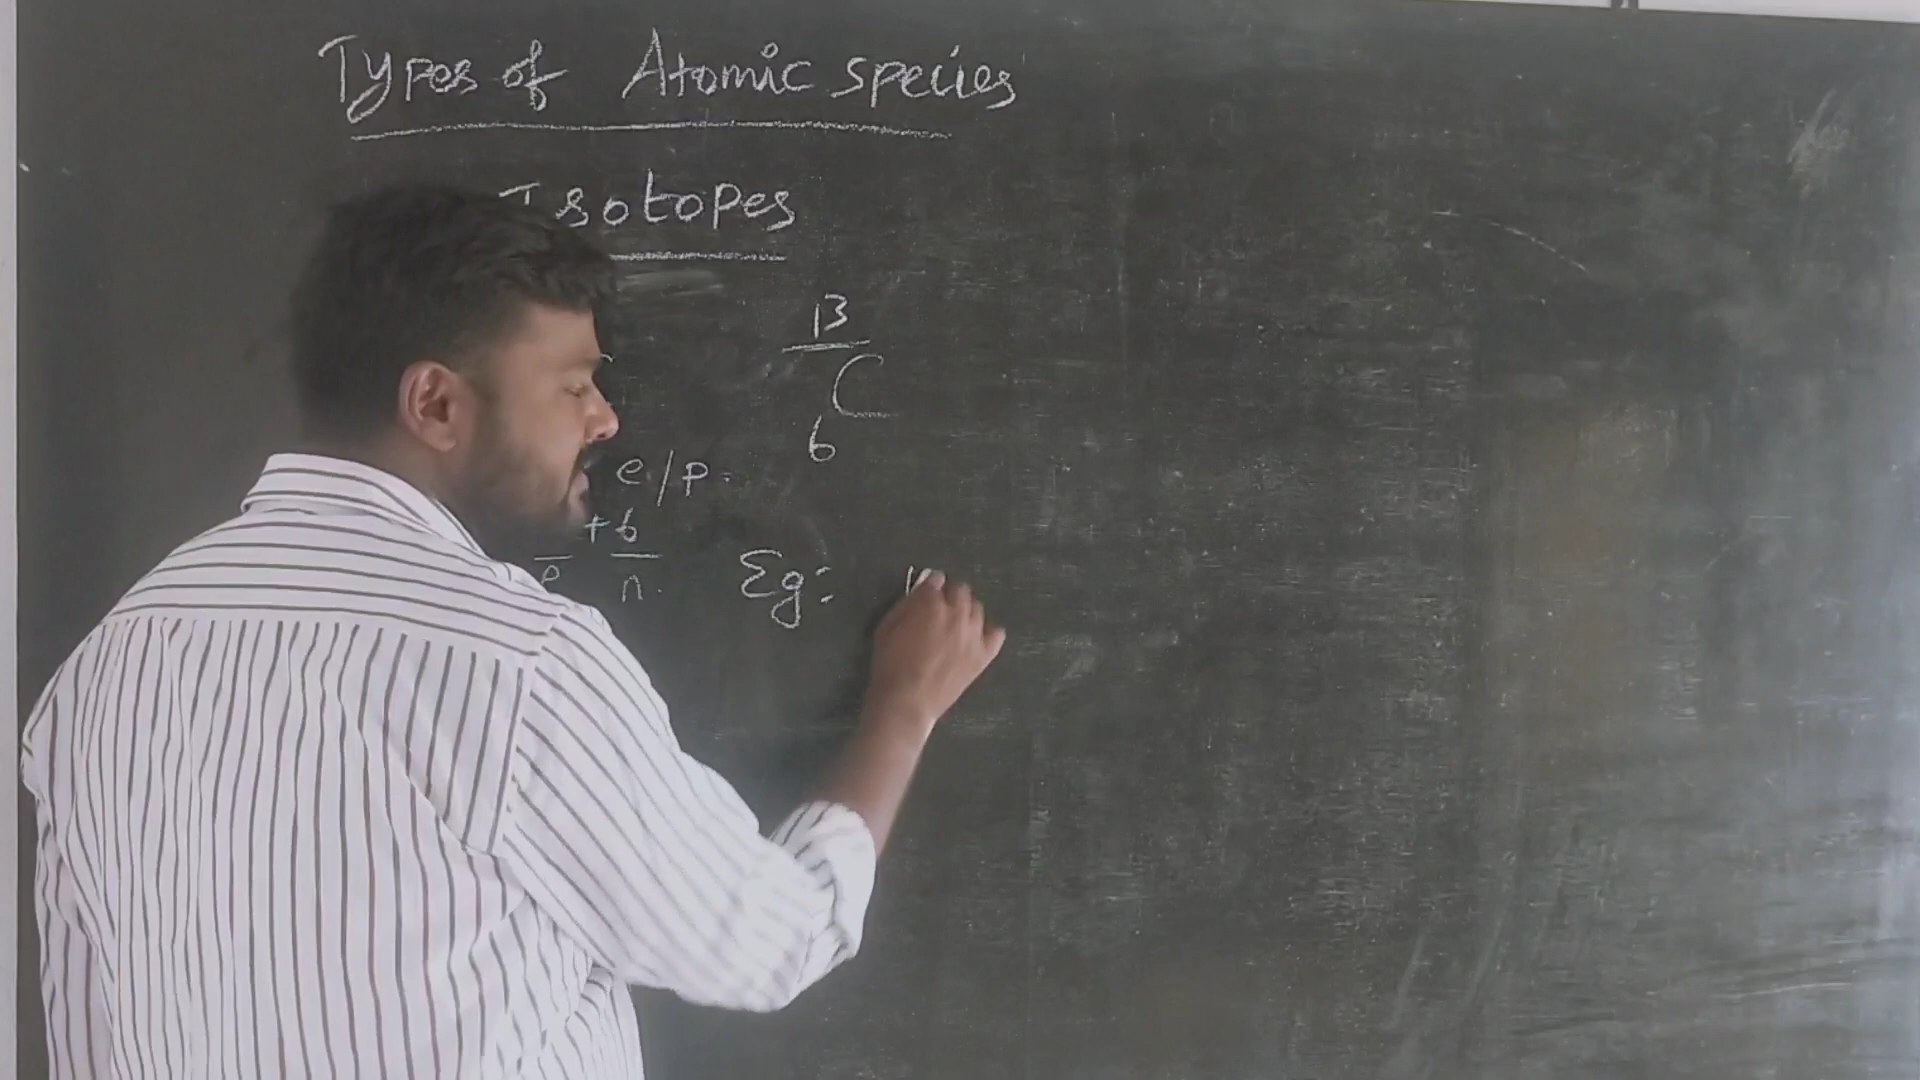 Types of Atomic species
Isotopes
13
C
6
e/p.
+6
p n.
Eg: